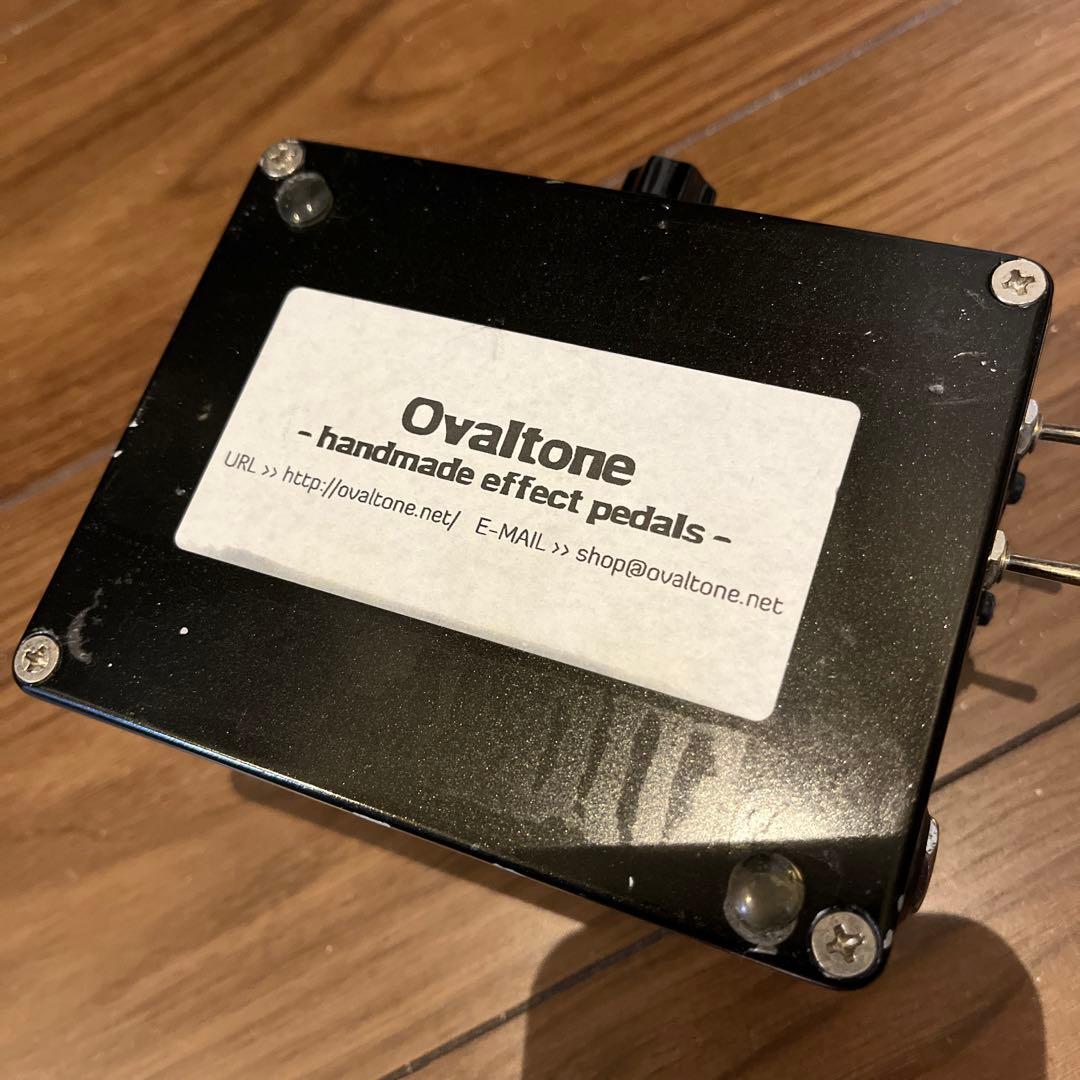 Ovaltone
- handmade effect pedals -
URL >> http://ovaltone.net/ E-MAIL >> shop@ovaltone.net